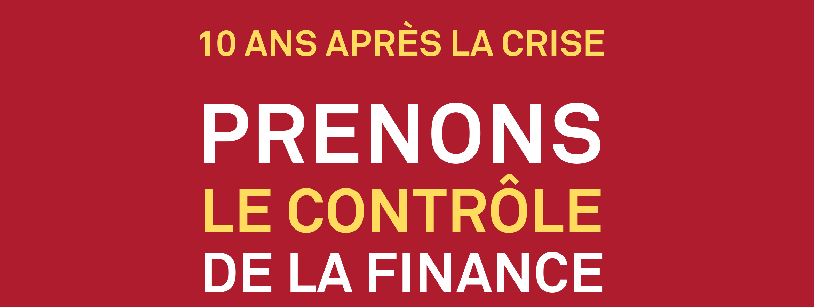 10 ANS APRÈS LA CRISE
PRENONS
LE CONTRÔLE
DE LA FINANCE